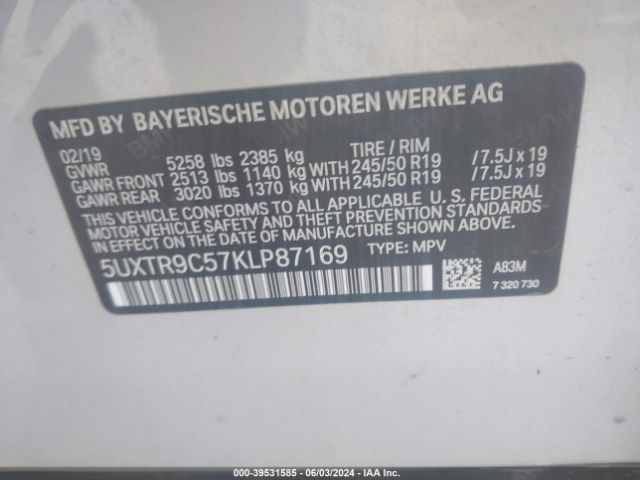 MFD BY BAYERISCHE MOTOREN WERKE AG
02/19 TIRE / RIM
GVWR 5258 lbs 2385 kg
GAWR FRONT 2513 lbs 1140 kg WITH 245/50 R19 / 7.5J x 19
GAWR REAR 3020 lbs 1370 kg WITH 245/50 R19 / 7.5J x 19
THIS VEHICLE CONFORMS TO ALL APPLICABLE U. S. FEDERAL
MOTOR VEHICLE SAFETY AND THEFT PREVENTION STANDARDS
IN EFFECT ON THE DATE OF MANUFACTURE SHOWN ABOVE.
5UXTR9C57KLP87169 TYPE: MPV
A83M
7 320 730
000-39531585 - 06/03/2024 - IAA Inc.